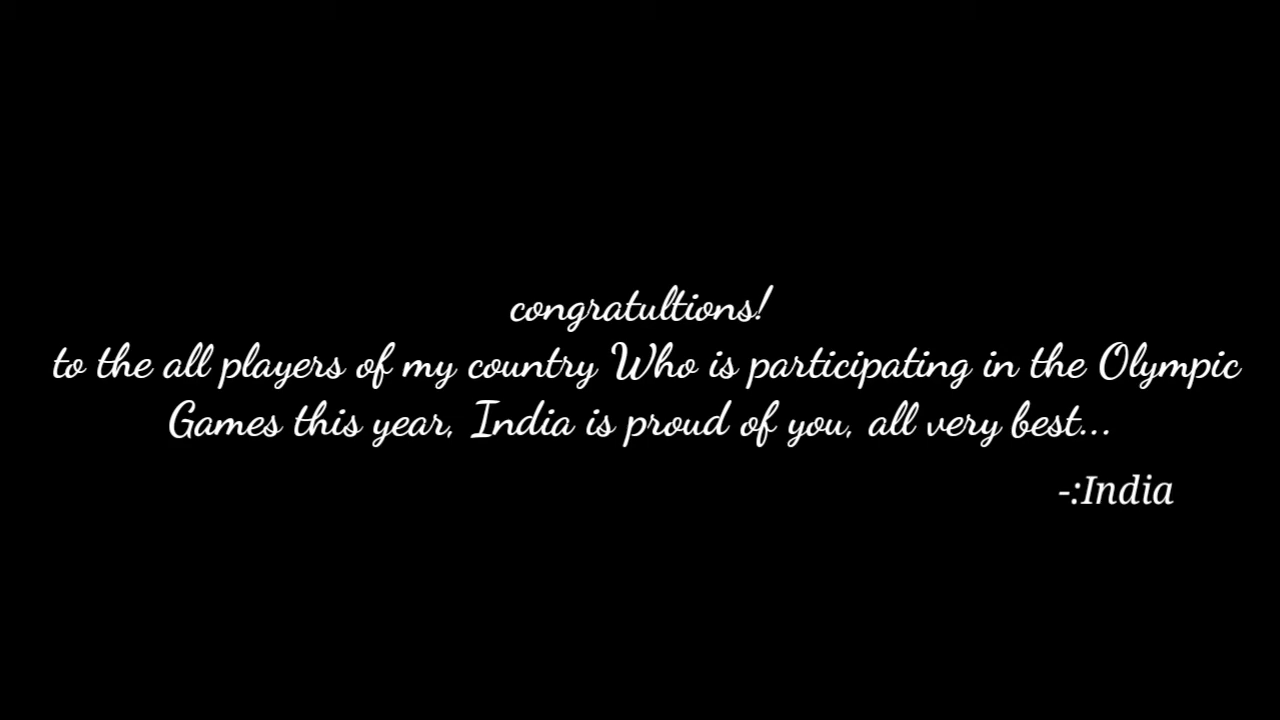 congratultions!
to the all players of my country Who is participating in the Olympic
Games this year, India is proud of you, all very best...
-:India